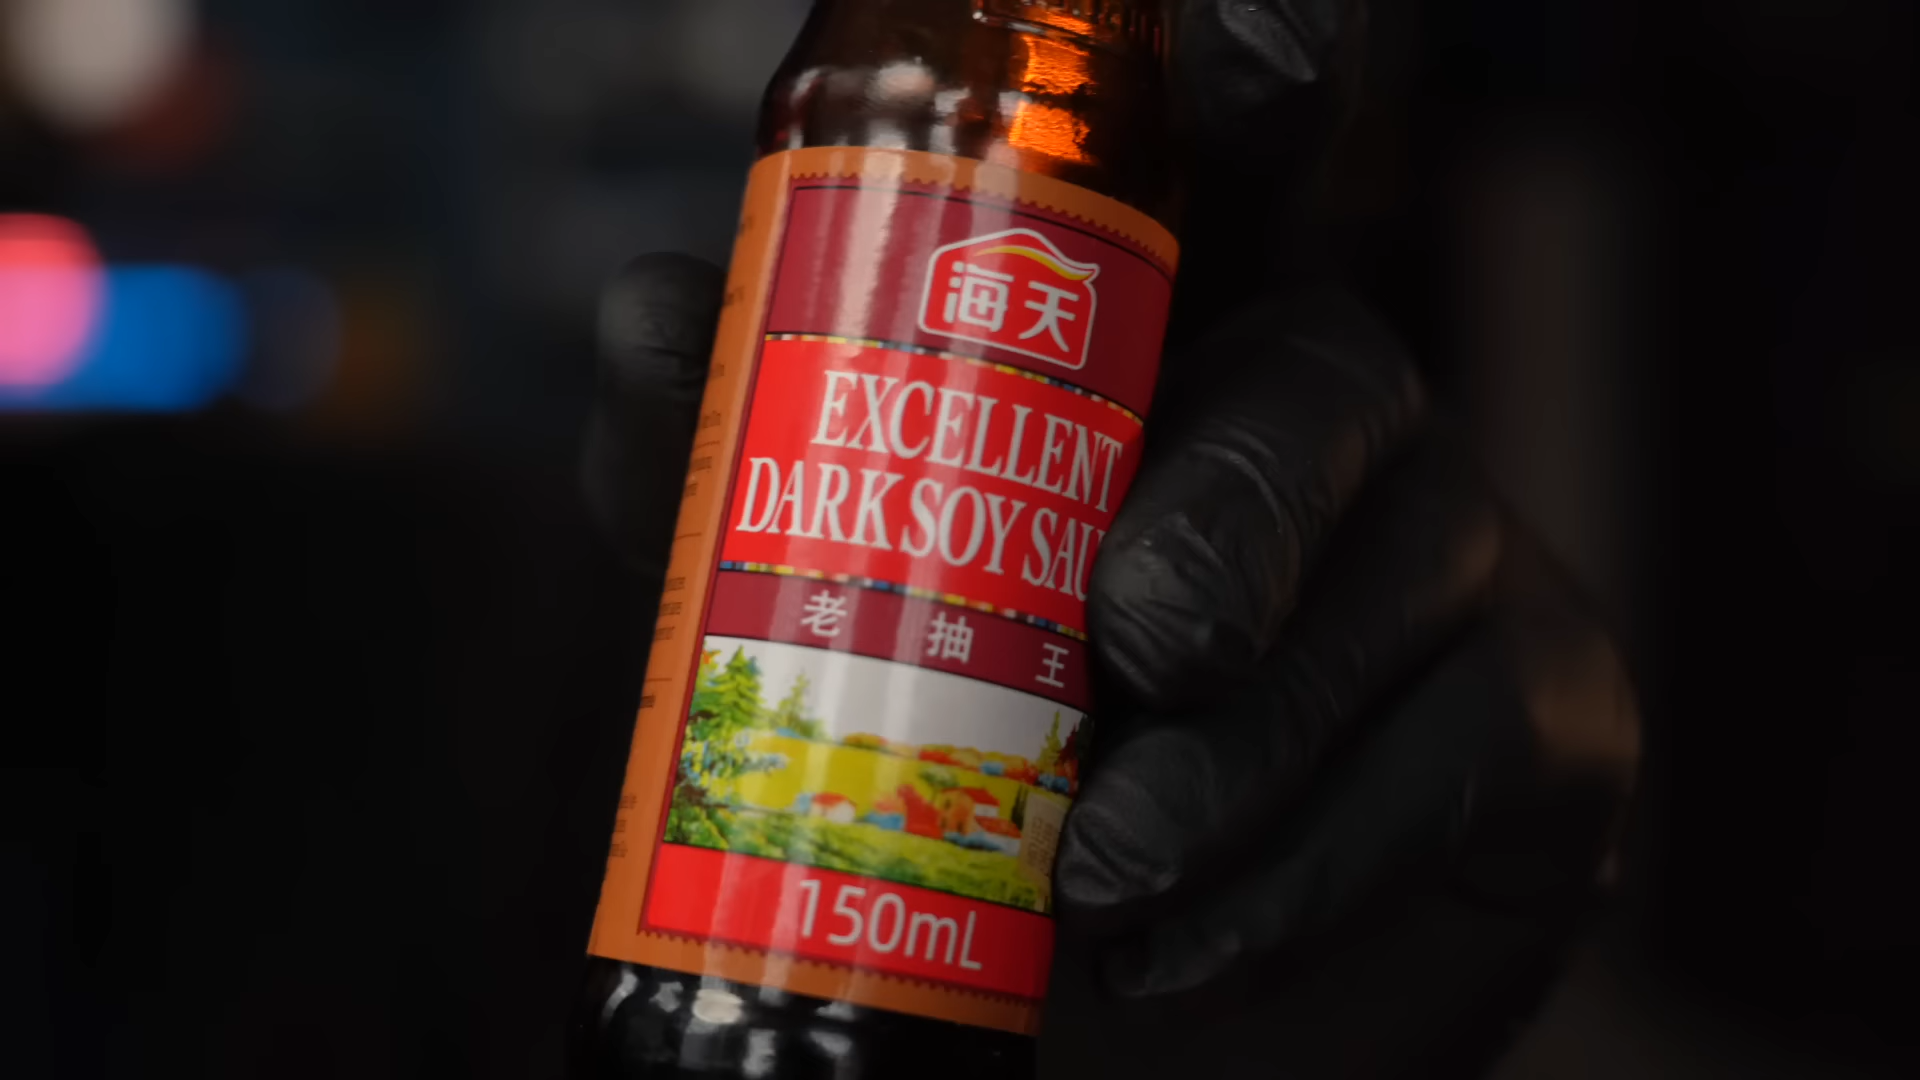 海天
EXCELLENT
DARK SOY SAU
老抽王
150mL